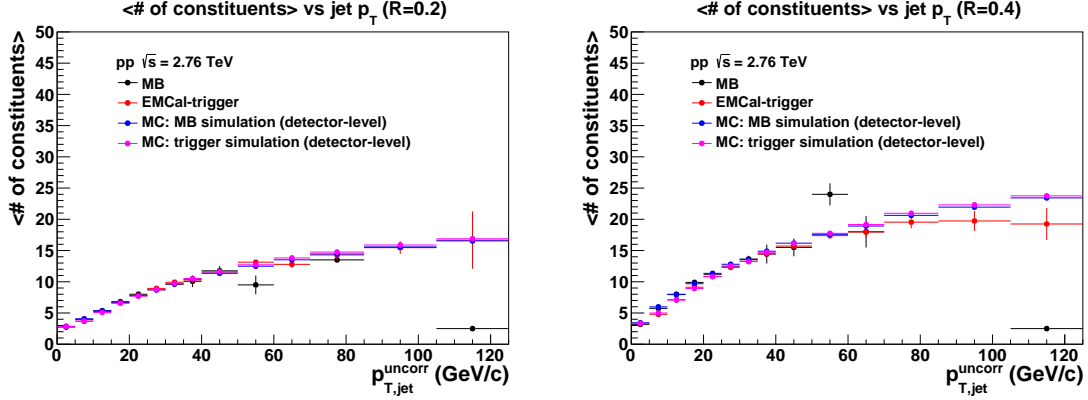 <# of constituents> vs jet p_T (R=0.2)
<# of constituents>
50
45
40
35
30
25
20
15
10
5
0
pp √s = 2.76 TeV
MB
EMCal-trigger
MC: MB simulation (detector-level)
MC: trigger simulation (detector-level)
0 20 40 60 80 100 120
p_{T,jet}^{uncorr} (GeV/c)
<# of constituents> vs jet p_T (R=0.4)
<# of constituents>
50
45
40
35
30
25
20
15
10
5
0
pp √s = 2.76 TeV
MB
EMCal-trigger
MC: MB simulation (detector-level)
MC: trigger simulation (detector-level)
0 20 40 60 80 100 120
p_{T,jet}^{uncorr} (GeV/c)